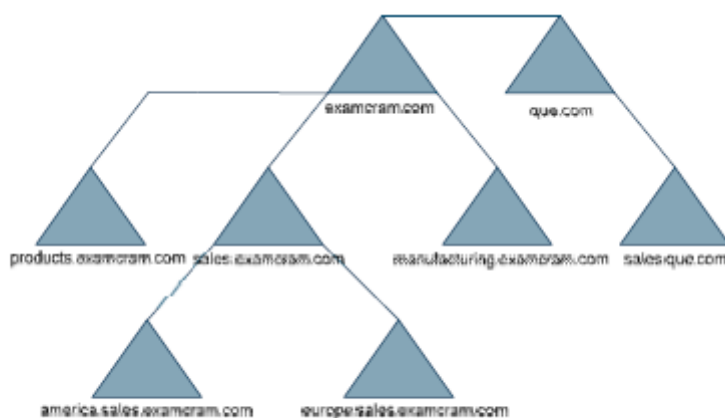 examcram.com
que.com
products.examcram.com
sales.examcram.com
manufacturing.examcram.com
sales.que.com
america.sales.examcram.com
europe.sales.examcram.com